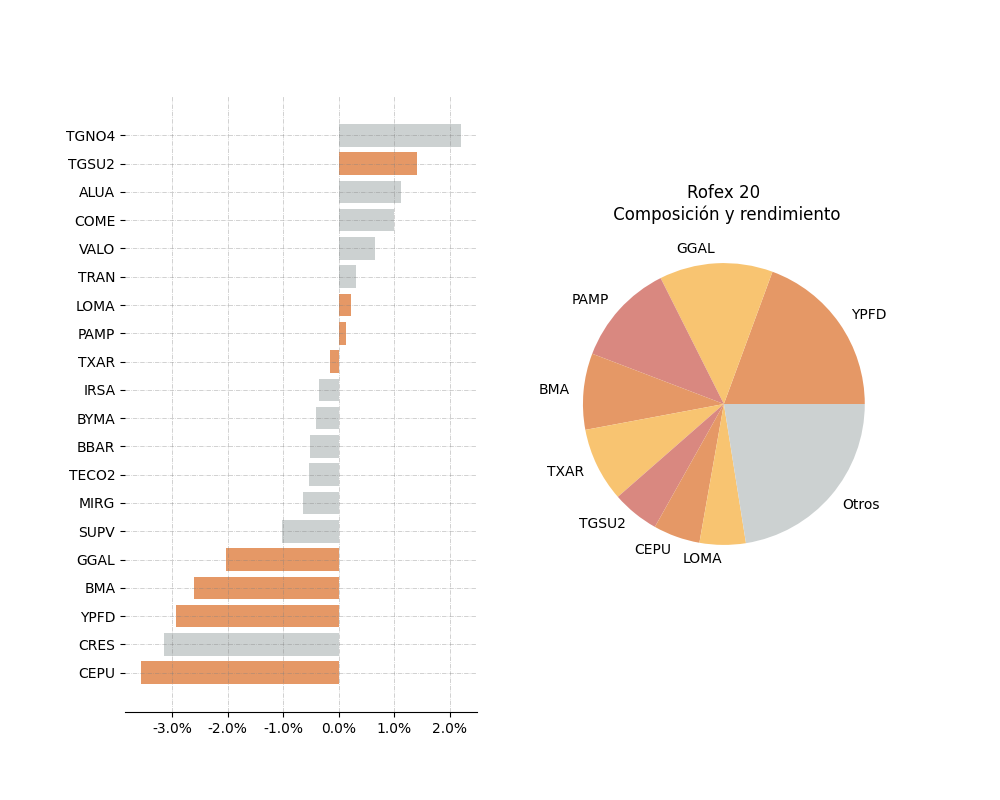 TGNO4
TGSU2
ALUA
COME
VALO
TRAN
LOMA
PAMP
TXAR
IRSA
BYMA
BBAR
TECO2
MIRG
SUPV
GGAL
BMA
YPFD
CRES
CEPU
-3.0% -2.0% -1.0% 0.0% 1.0% 2.0%
Rofex 20
Composición y rendimiento
GGAL
YPFD
PAMP
BMA
TXAR
TGSU2
CEPU
LOMA
Otros